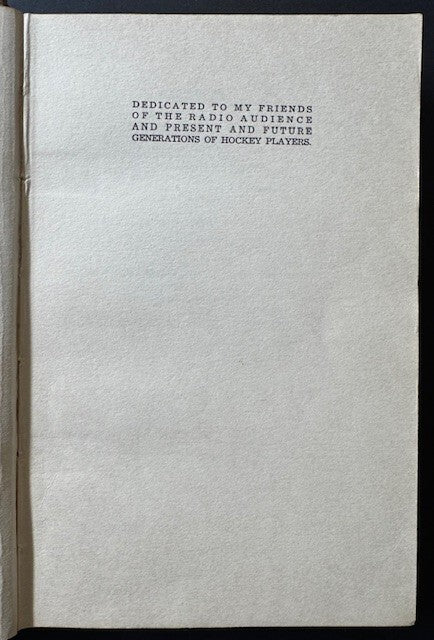 DEDICATED TO MY FRIENDS
OF THE RADIO AUDIENCE
AND PRESENT AND FUTURE
GENERATIONS OF HOCKEY PLAYERS.